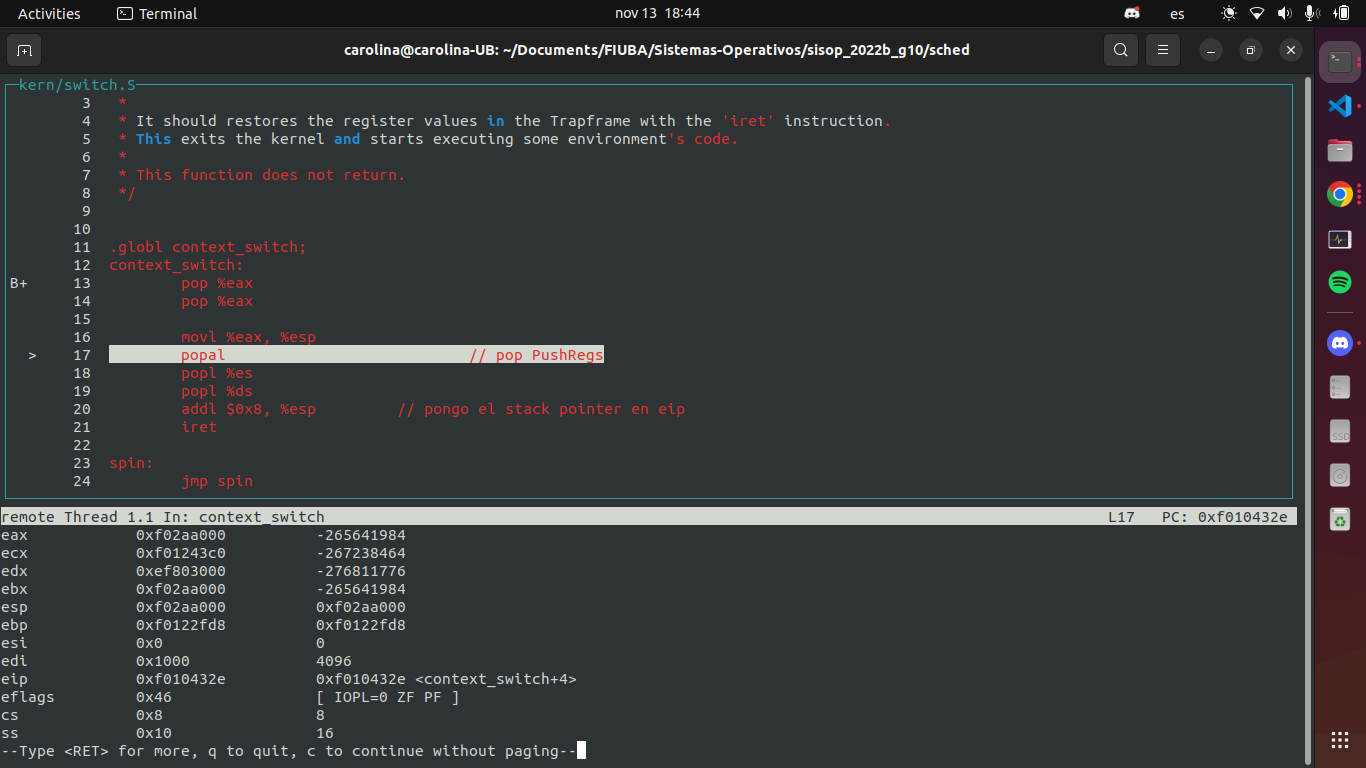 Activities Terminal nov 13 18:44 es
carolina@carolina-UB: ~/Documents/FIUBA/Sistemas-Operativos/sisop_2022b_g10/sched
kern/switch.S
3 *
4 * It should restores the register values in the Trapframe with the 'iret' instruction.
5 * This exits the kernel and starts executing some environment's code.
6 *
7 * This function does not return.
8 */
9
10
11 .globl context_switch;
12 context_switch:
B+ 13 pop %eax
14 pop %eax
15
16 movl %eax, %esp
> 17 popal // pop PushRegs
18 popl %es
19 popl %ds
20 addl $0x8, %esp // pongo el stack pointer en eip
21 iret
22
23 spin:
24 jmp spin
remote Thread 1.1 In: context_switch L17 PC: 0xf010432e
eax 0xf02aa000 -265641984
ecx 0xf01243c0 -267238464
edx 0xef803000 -276811776
ebx 0xf02aa000 -265641984
esp 0xf02aa000 0xf02aa000
ebp 0xf0122fd8 0xf0122fd8
esi 0x0 0
edi 0x1000 4096
eip 0xf010432e 0xf010432e <context_switch+4>
eflags 0x46 [ IOPL=0 ZF PF ]
cs 0x8 8
ss 0x10 16
--Type <RET> for more, q to quit, c to continue without paging--
SSD